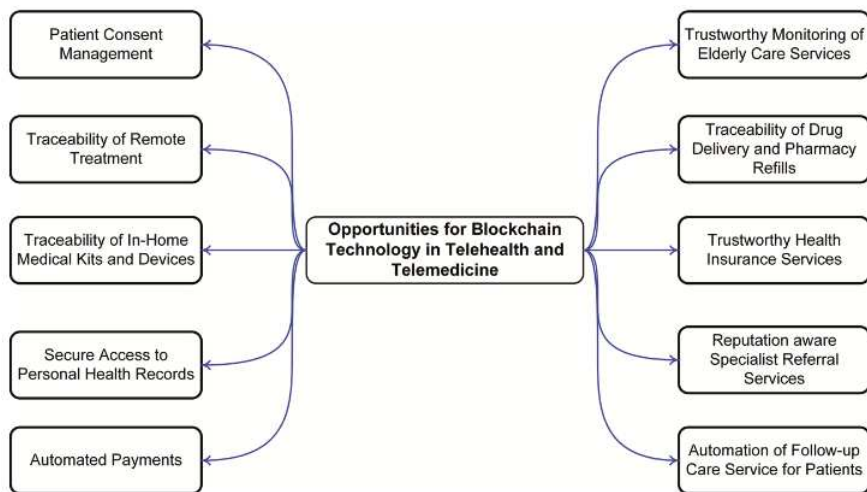 Patient Consent
Management
Traceability of Remote
Treatment
Traceability of In-Home
Medical Kits and Devices
Secure Access to
Personal Health Records
Automated Payments
Opportunities for Blockchain
Technology in Telehealth and
Telemedicine
Trustworthy Monitoring of
Elderly Care Services
Traceability of Drug
Delivery and Pharmacy
Refills
Trustworthy Health
Insurance Services
Reputation aware
Specialist Referral
Services
Automation of Follow-up
Care Service for Patients